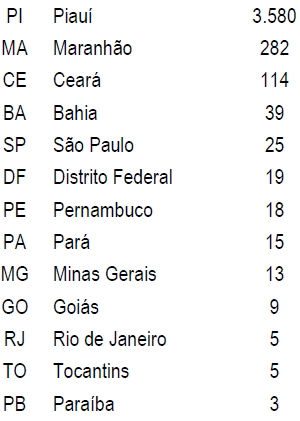 PI Piauí 3.580
MA Maranhão 282
CE Ceará 114
BA Bahia 39
SP São Paulo 25
DF Distrito Federal 19
PE Pernambuco 18
PA Pará 15
MG Minas Gerais 13
GO Goiás 9
RJ Rio de Janeiro 5
TO Tocantins 5
PB Paraíba 3